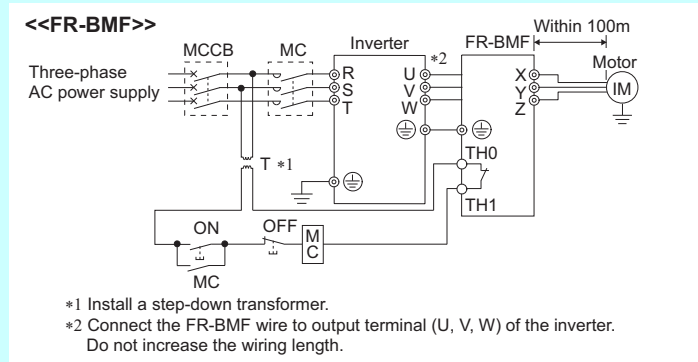 <<FR-BMF>>
Within 100m
MCCB MC Inverter *2 FR-BMF Motor
Three-phase
AC power supply
R U X
S V Y IM
T W Z
TH0
T *1
TH1
ON OFF M
C
MC
*1 Install a step-down transformer.
*2 Connect the FR-BMF wire to output terminal (U, V, W) of the inverter.
Do not increase the wiring length.